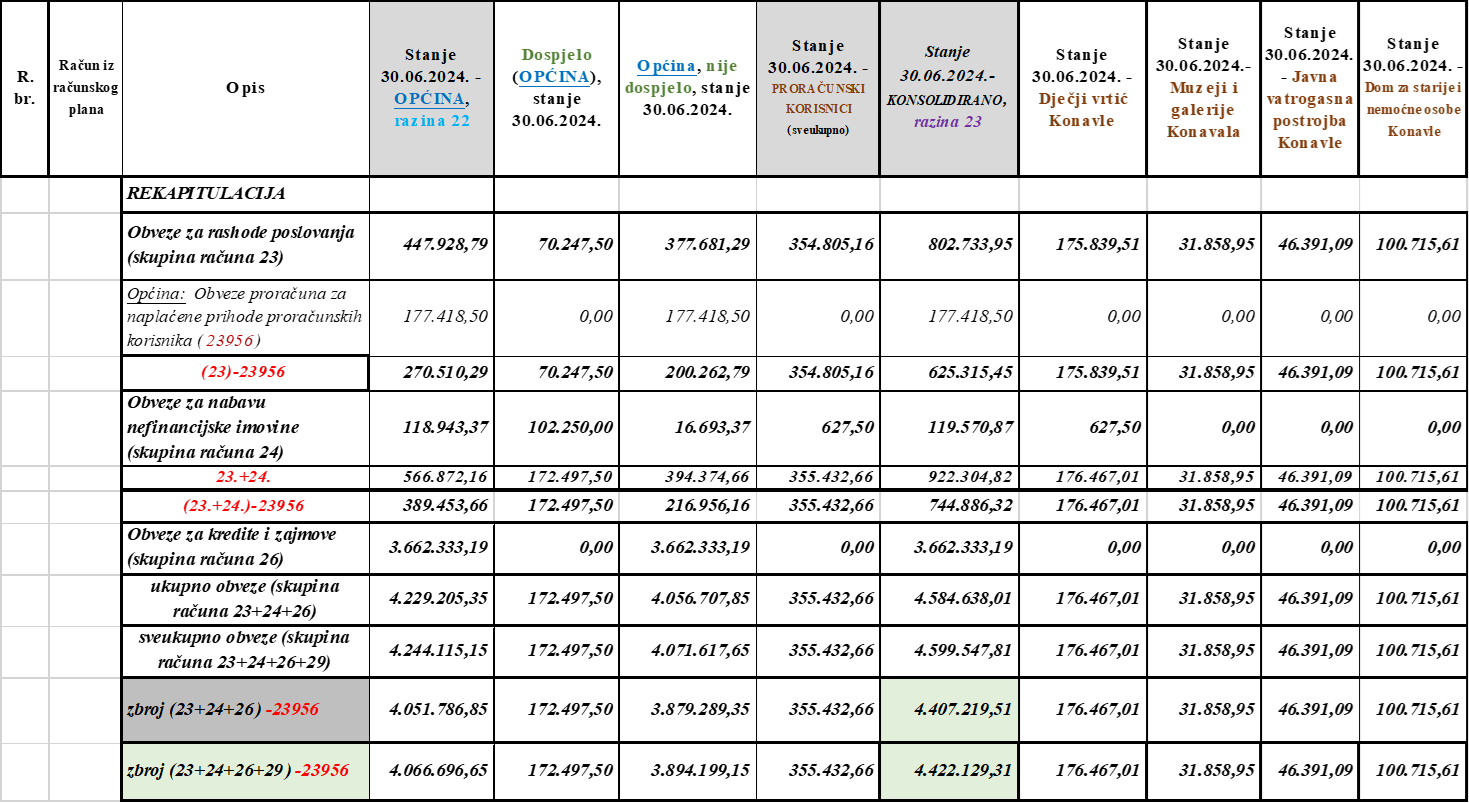 R. br. | Račun iz računskog plana | Opis | Stanje 30.06.2024. - OPĆINA, razina 22 | Dospjelo (OPĆINA), stanje 30.06.2024. | Općina, nije dospjelo, stanje 30.06.2024. | Stanje 30.06.2024. - PRORAČUNSKI KORISNICI (sveukupno) | Stanje 30.06.2024.- KONSOLIDIRANO, razina 23 | Stanje 30.06.2024. - Dječji vrtić Konavle | Stanje 30.06.2024.- Muzeji i galerije Konavala | Stanje 30.06.2024. - Javna vatrogasna postrojba Konavle | Stanje 30.06.2024. - Dom za starije i nemoćne osobe Konavle
REKAPITULACIJA
Obveze za rashode poslovanja (skupina računa 23) | 447.928,79 | 70.247,50 | 377.681,29 | 354.805,16 | 802.733,95 | 175.839,51 | 31.858,95 | 46.391,09 | 100.715,61
Općina: Obveze proračuna za naplaćene prihode proračunskih korisnika ( 23956 ) | 177.418,50 | 0,00 | 177.418,50 | 0,00 | 177.418,50 | 0,00 | 0,00 | 0,00 | 0,00
(23)-23956 | 270.510,29 | 70.247,50 | 200.262,79 | 354.805,16 | 625.315,45 | 175.839,51 | 31.858,95 | 46.391,09 | 100.715,61
Obveze za nabavu nefinancijske imovine (skupina računa 24) | 118.943,37 | 102.250,00 | 16.693,37 | 627,50 | 119.570,87 | 627,50 | 0,00 | 0,00 | 0,00
23.+24. | 566.872,16 | 172.497,50 | 394.374,66 | 355.432,66 | 922.304,82 | 176.467,01 | 31.858,95 | 46.391,09 | 100.715,61
(23.+24.)-23956 | 389.453,66 | 172.497,50 | 216.956,16 | 355.432,66 | 744.886,32 | 176.467,01 | 31.858,95 | 46.391,09 | 100.715,61
Obveze za kredite i zajmove (skupina računa 26) | 3.662.333,19 | 0,00 | 3.662.333,19 | 0,00 | 3.662.333,19 | 0,00 | 0,00 | 0,00 | 0,00
ukupno obveze (skupina računa 23+24+26) | 4.229.205,35 | 172.497,50 | 4.056.707,85 | 355.432,66 | 4.584.638,01 | 176.467,01 | 31.858,95 | 46.391,09 | 100.715,61
sveukupno obveze (skupina računa 23+24+26+29) | 4.244.115,15 | 172.497,50 | 4.071.617,65 | 355.432,66 | 4.599.547,81 | 176.467,01 | 31.858,95 | 46.391,09 | 100.715,61
zbroj (23+24+26) -23956 | 4.051.786,85 | 172.497,50 | 3.879.289,35 | 355.432,66 | 4.407.219,51 | 176.467,01 | 31.858,95 | 46.391,09 | 100.715,61
zbroj (23+24+26+29) -23956 | 4.066.696,65 | 172.497,50 | 3.894.199,15 | 355.432,66 | 4.422.129,31 | 176.467,01 | 31.858,95 | 46.391,09 | 100.715,61